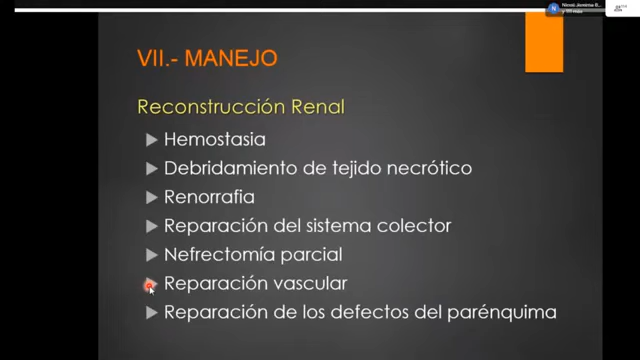 VII.- MANEJO
Reconstrucción Renal
Hemostasia
Debridamiento de tejido necrótico
Renorrafia
Reparación del sistema colector
Nefrectomía parcial
Reparación vascular
Reparación de los defectos del parénquima
N